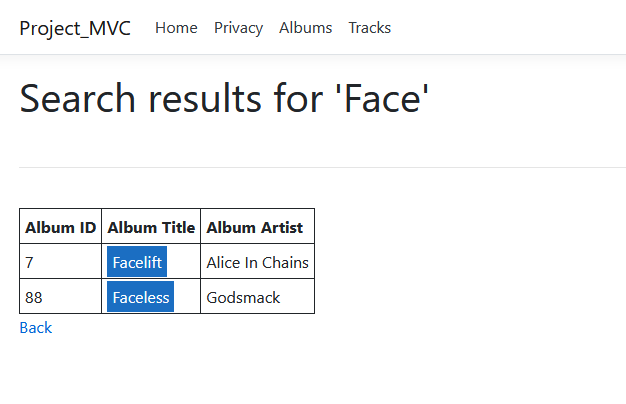 Project_MVC Home Privacy Albums Tracks
Search results for 'Face'
Album ID Album Title Album Artist
7 Facelift Alice In Chains
88 Faceless Godsmack
Back